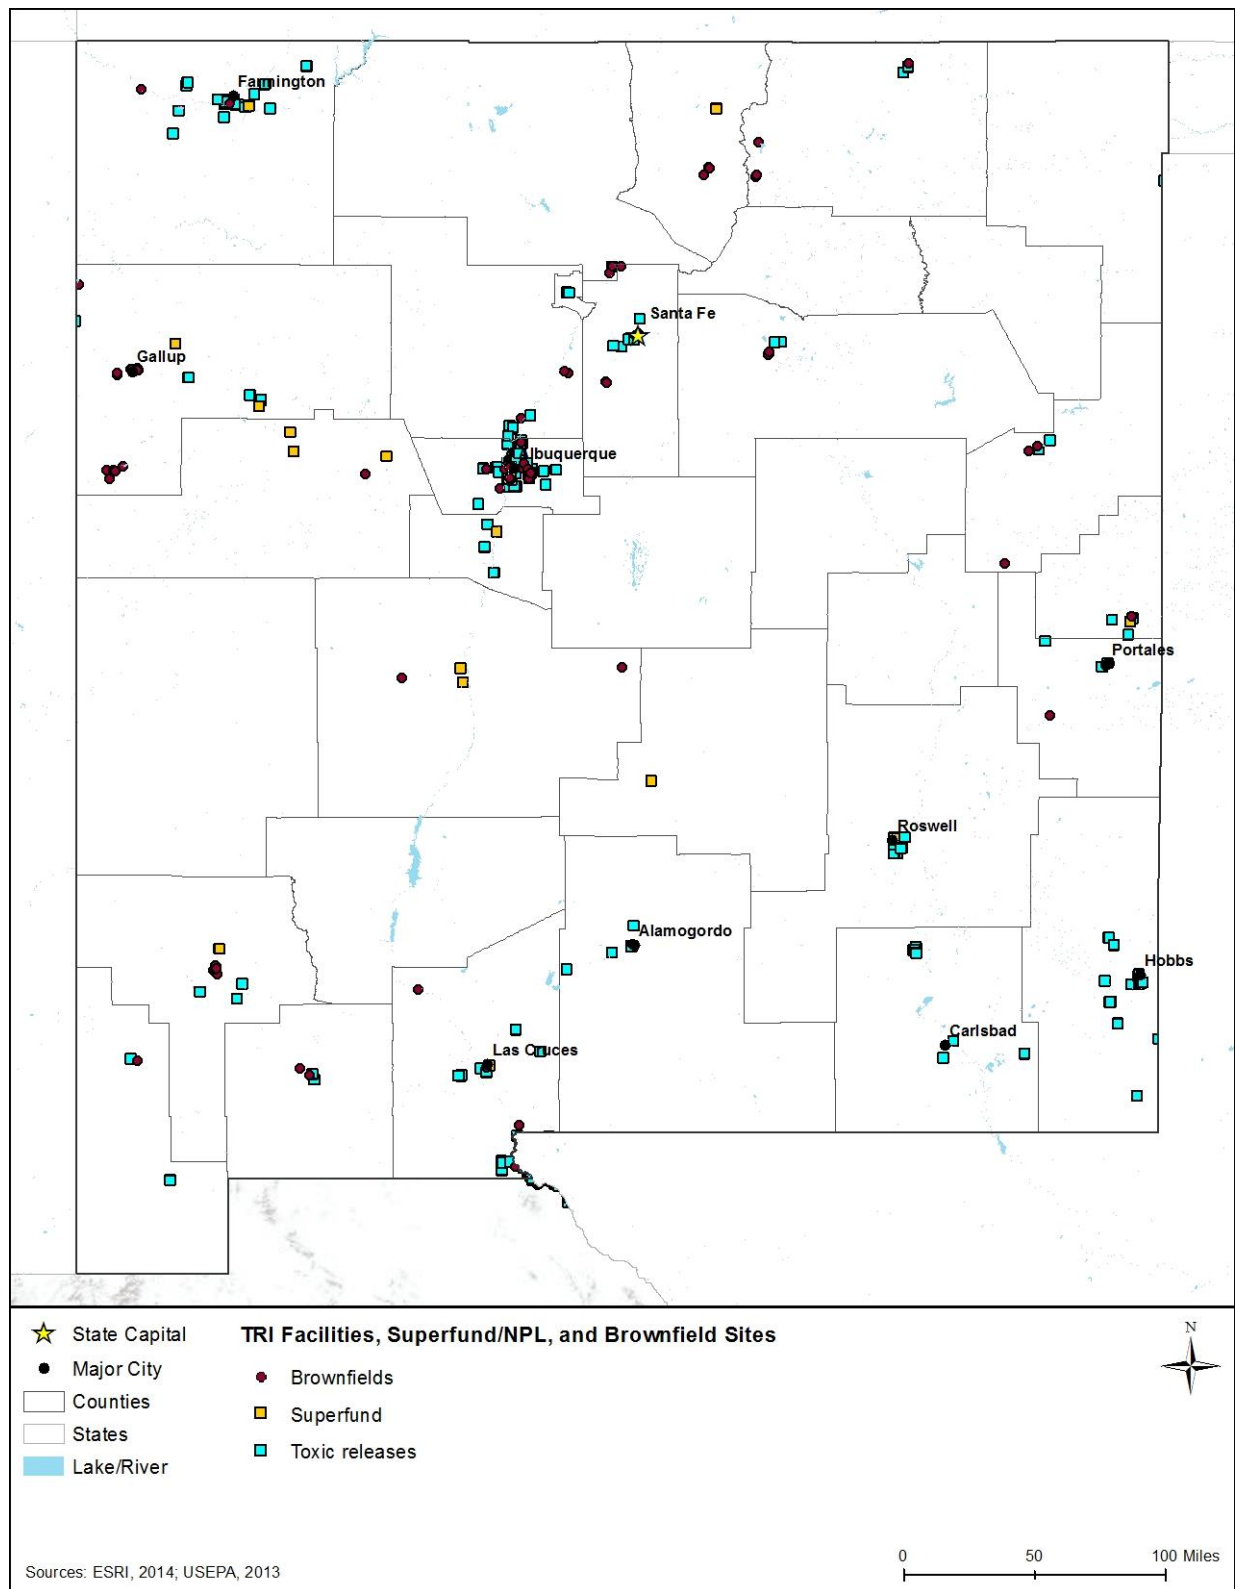 Farmington
Santa Fe
Gallup
Albuquerque
Portales
Roswell
Alamogordo
Hobbs
Carlsbad
Las Cruces
State Capital
TRI Facilities, Superfund/NPL, and Brownfield Sites
N
Major City
Brownfields
Counties
Superfund
States
Toxic releases
Lake/River
0 50 100 Miles
Sources: ESRI, 2014; USEPA, 2013